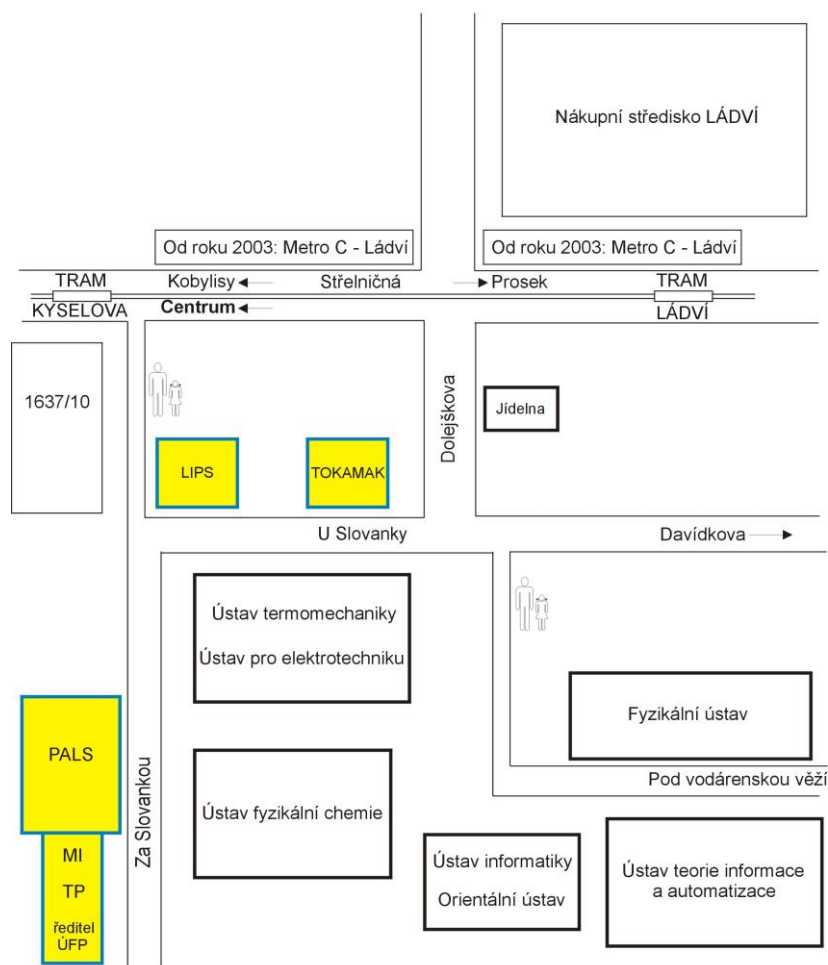 Nákupní středisko LÁDVÍ
Od roku 2003: Metro C - Ládví
Od roku 2003: Metro C - Ládví
TRAM
Kobylisy
Střelničná
Prosek
TRAM
KYSELOVA
Centrum
LÁDVÍ
1637/10
Dolejškova
Jídelna
LIPS
TOKAMAK
U Slovanky
Davídkova
Ústav termomechaniky
Ústav pro elektrotechniku
Fyzikální ústav
PALS
Pod vodárenskou věží
Za Slovankou
Ústav fyzikální chemie
MI
TP
ředitel
ÚFP
Ústav informatiky
Orientální ústav
Ústav teorie informace
a automatizace